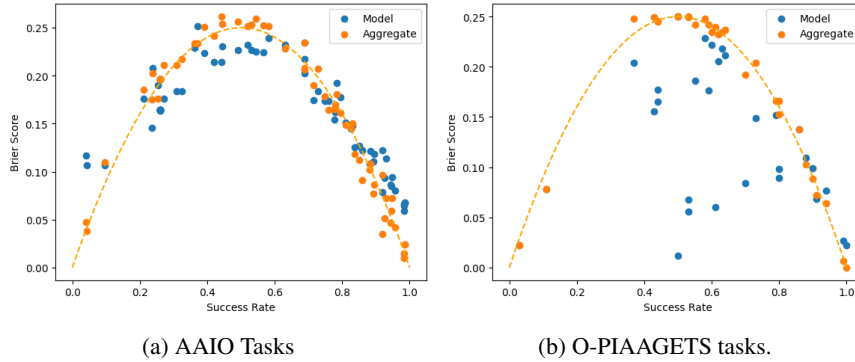 Model
Aggregate
0.25
0.20
0.15
0.10
0.05
0.00
Brier Score
0.0 0.2 0.4 0.6 0.8 1.0
Success Rate
(a) AAIO Tasks
Model
Aggregate
0.25
0.20
0.15
0.10
0.05
0.00
Brier Score
0.0 0.2 0.4 0.6 0.8 1.0
Success Rate
(b) O-PIAAGETS tasks.